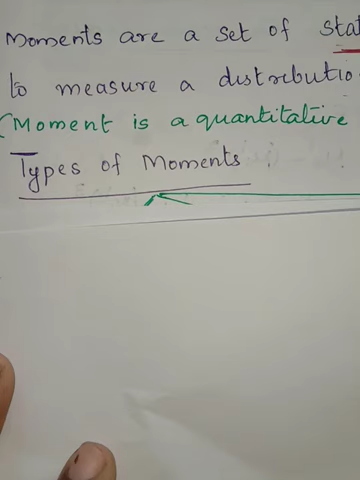 Moments are a set of
to measure a
(Moment is a quantitative
Types of Moments :